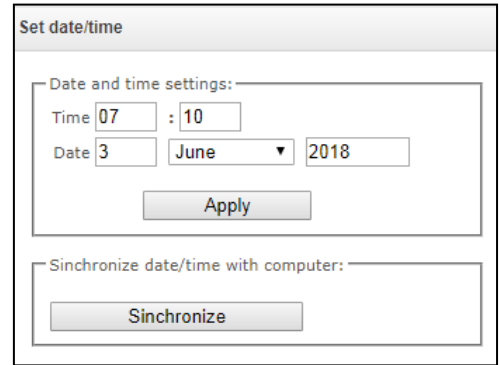 Set date/time
Date and time settings:
Time 07 : 10
Date 3 June 2018
Apply
Sinchronize date/time with computer:
Sinchronize